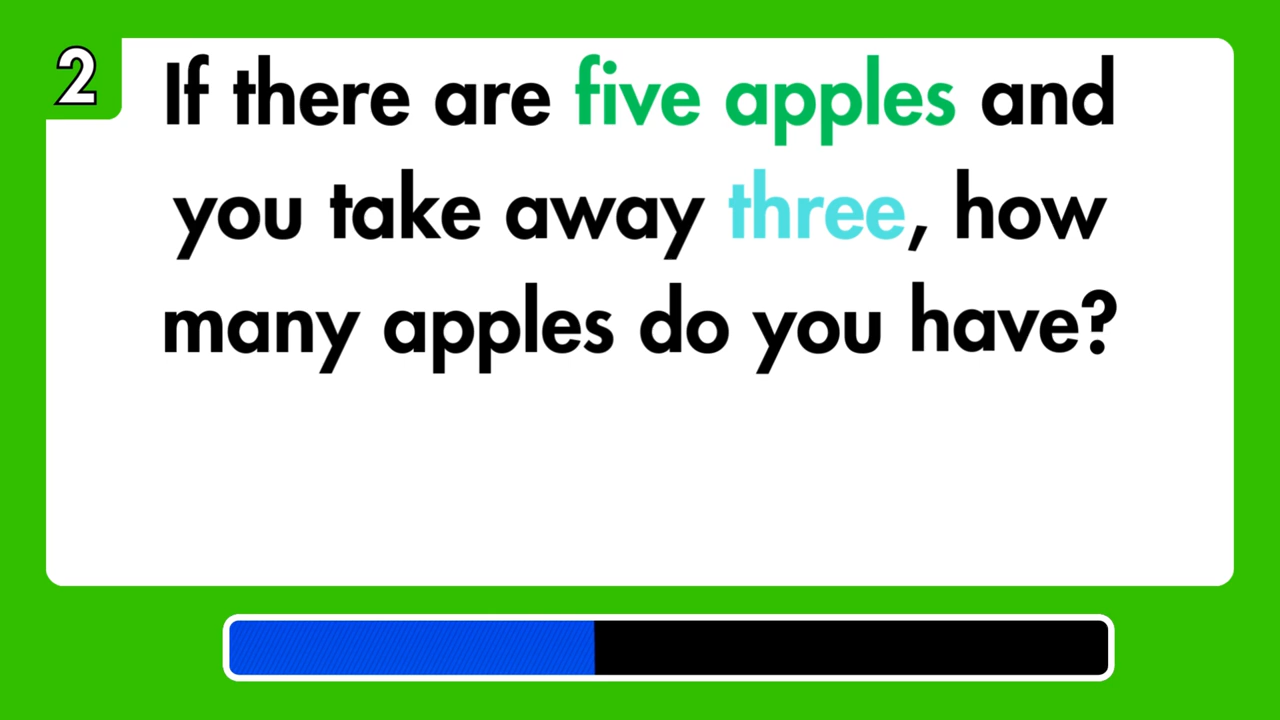 2
If there are five apples and
you take away three, how
many apples do you have?